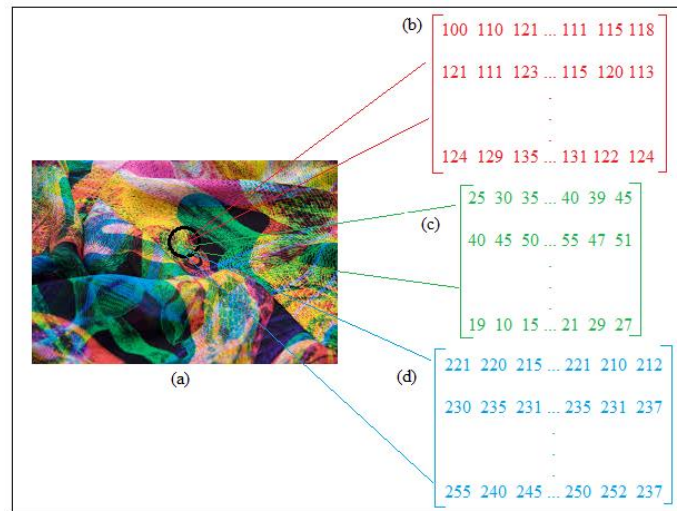 (b)
100 110 121 ... 111 115 118
121 111 123 ... 115 120 113
.
.
.
124 129 135 ... 131 122 124
(c)
25 30 35 ... 40 39 45
40 45 50 ... 55 47 51
.
.
.
19 10 15 ... 21 29 27
(a)
(d)
221 220 215 ... 221 210 212
230 235 231 ... 235 231 237
.
.
.
255 240 245 ... 250 252 237